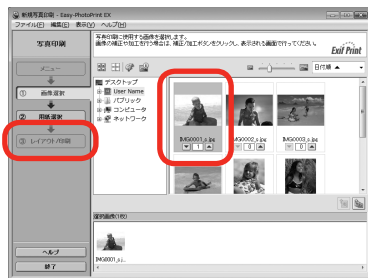 新規写真印刷 - Easy-PhotoPrint EX
ファイル(F) 編集(E) 表示(V) ヘルプ(H)
写真印刷
写真印刷に使用する画像を選択します。
画像の補正や加工を行う場合は、補正/加工ボタンをクリックし、表示される画面で行ってください。
Exif Print
メニュー
日付順
① 画像選択
② 用紙選択
③ レイアウト/印刷
デスクトップ
User Name
パブリック
コンピュータ
ネットワーク
IMG0001_s.jpg
IMG0002_s.jpg
IMG0003_s.jpg
1
0
0
選択画像(1枚)
IMG0001_s.j...
ヘルプ
終了